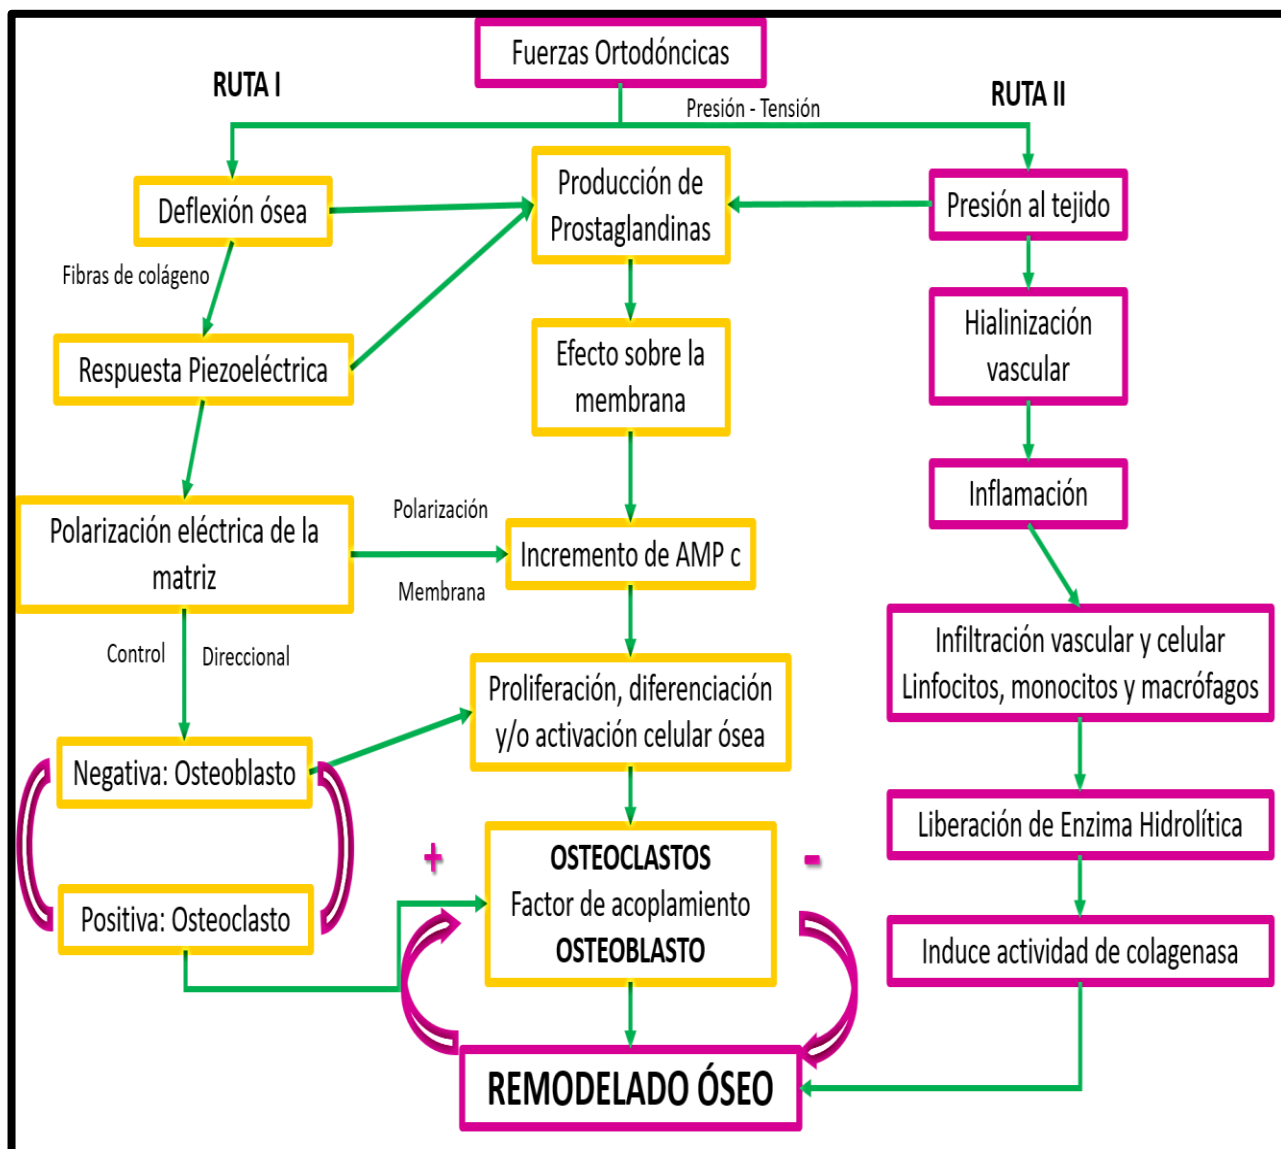 Fuerzas Ortodóncicas
RUTA I
RUTA II
Presión - Tensión
Deflexión ósea
Producción de
Prostaglandinas
Presión al tejido
Fibras de colágeno
Respuesta Piezoeléctrica
Efecto sobre la
membrana
Hialinización
vascular
Inflamación
Polarización eléctrica de la
matriz
Polarización
Membrana
Incremento de AMP c
Control
Direccional
Infiltración vascular y celular
Linfocitos, monocitos y macrófagos
Proliferación, diferenciación
y/o activación celular ósea
Negativa: Osteoblasto
Positiva: Osteoclasto
+
-
OSTEOCLASTOS
Factor de acoplamiento
OSTEOBLASTO
Liberación de Enzima Hidrolítica
Induce actividad de colagenasa
REMODELADO ÓSEO